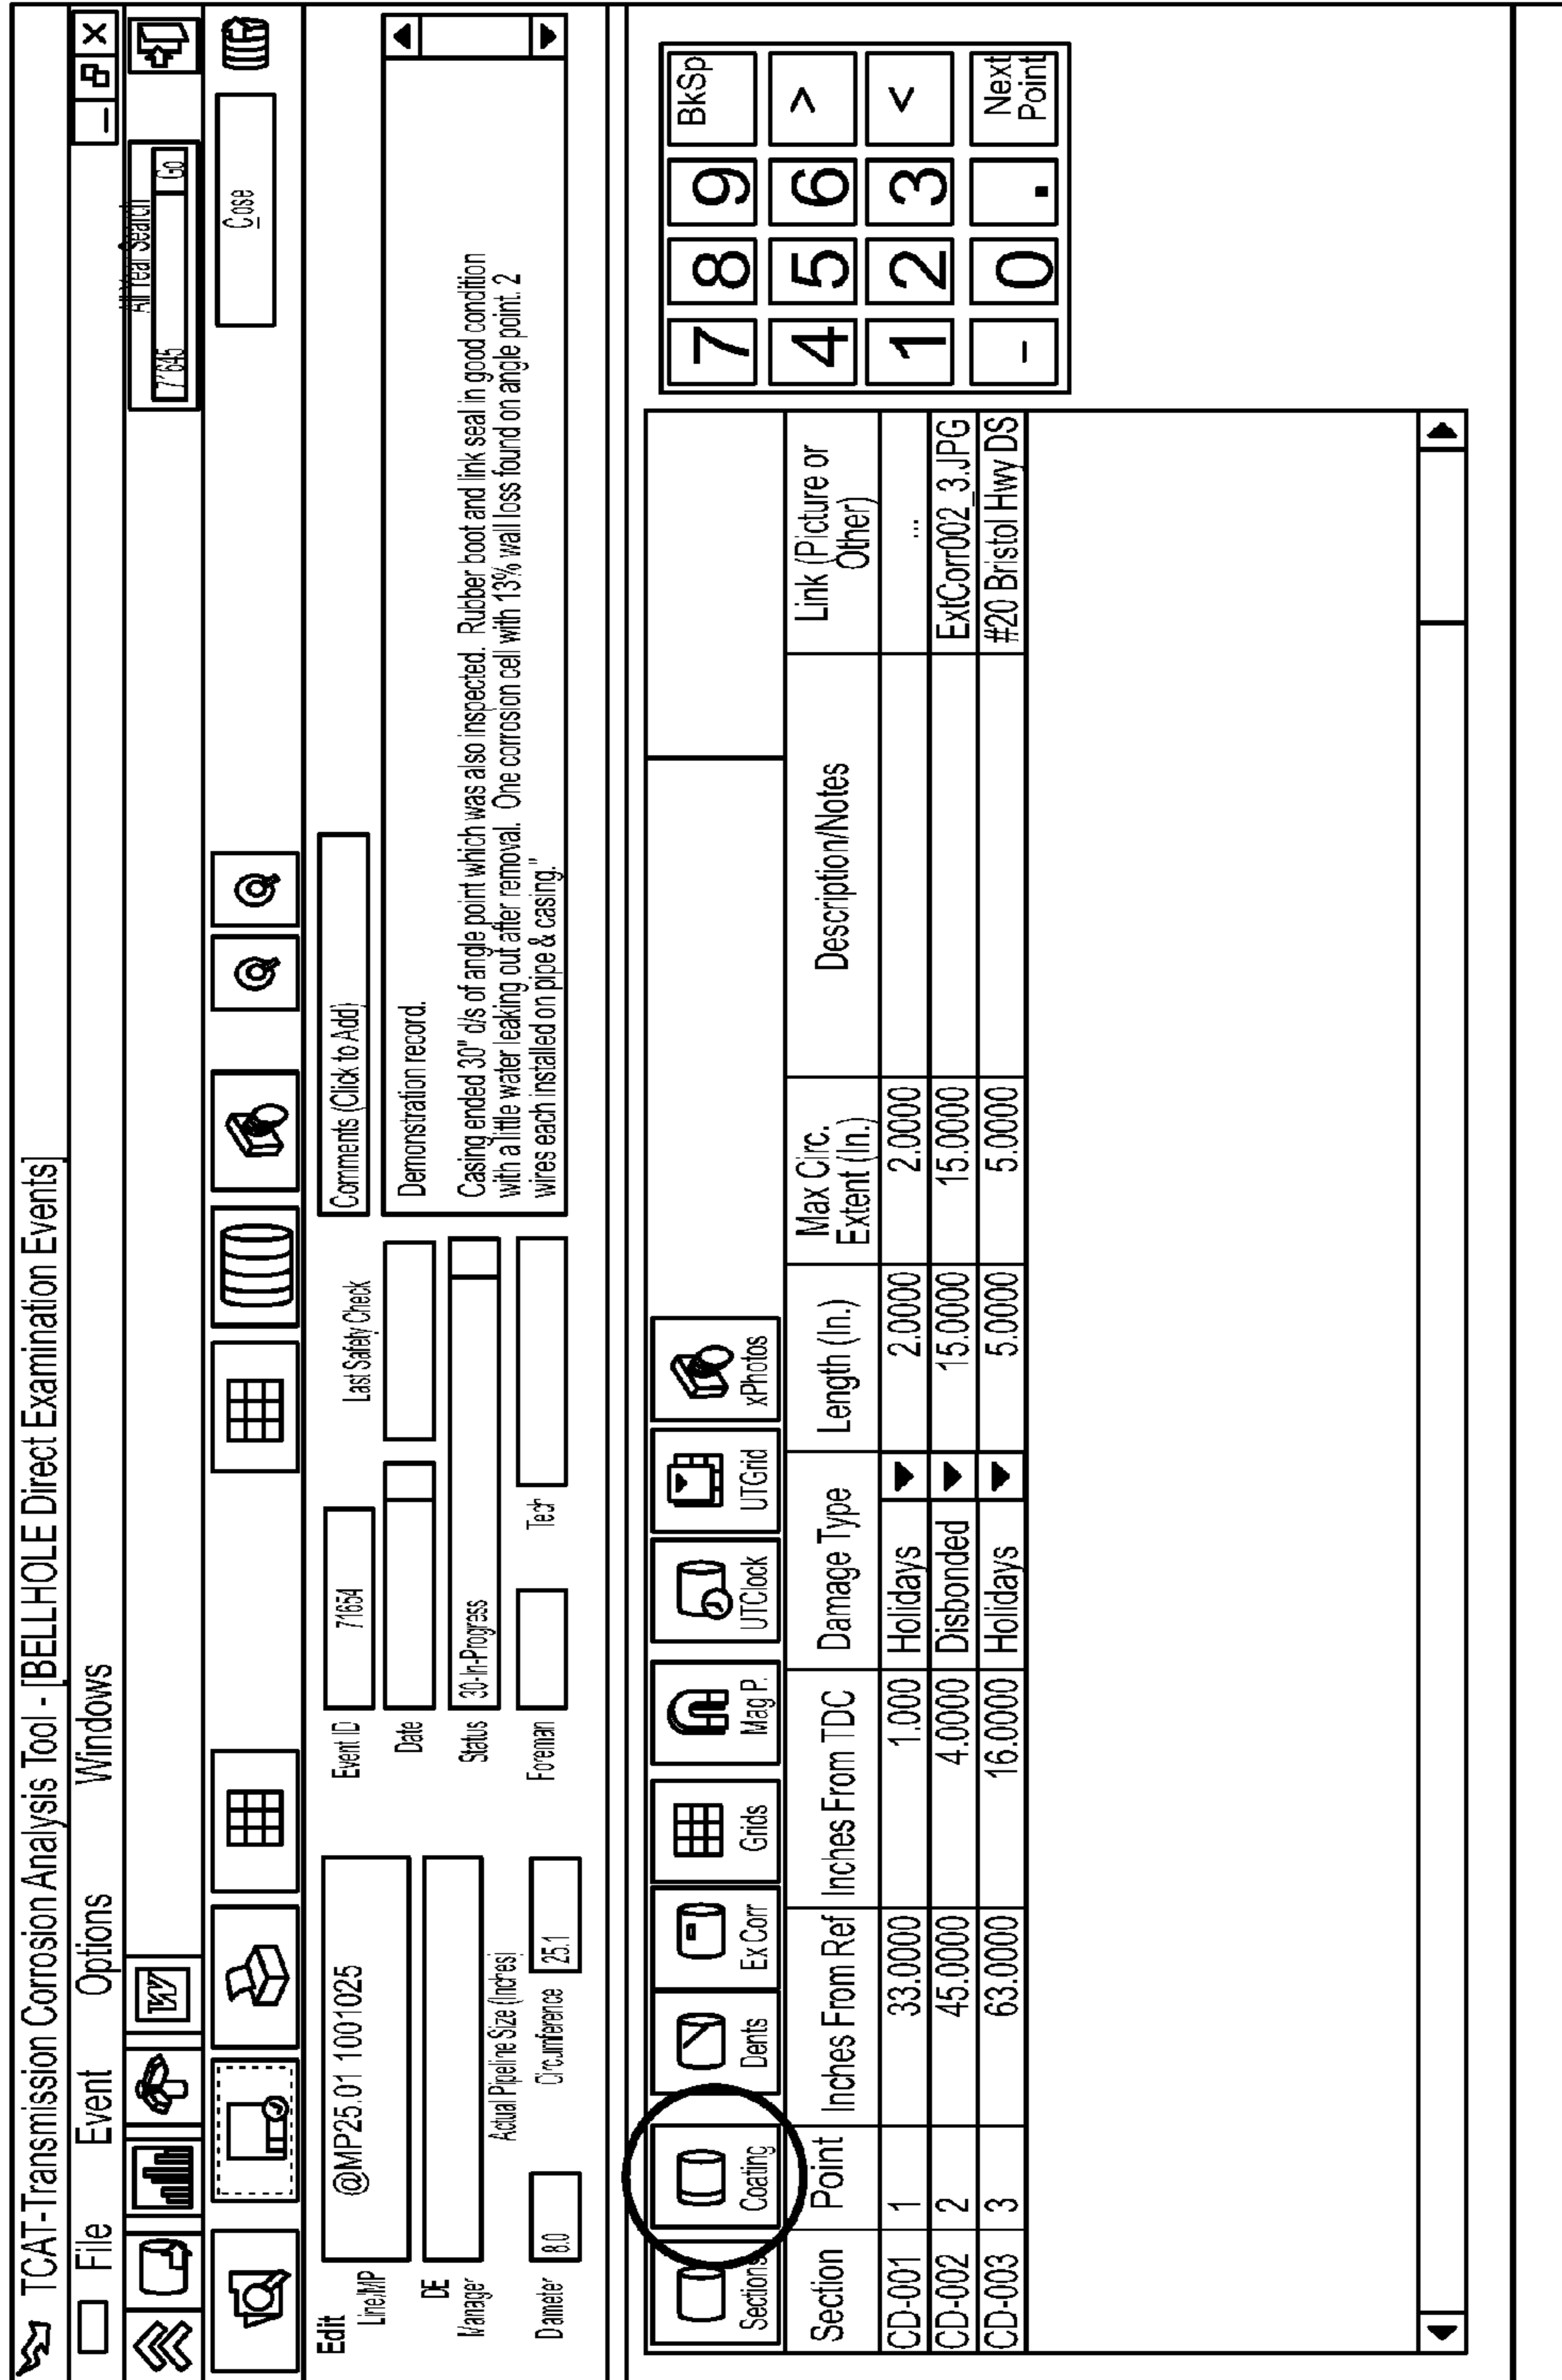 TCAT-Transmission Corrosion Analysis Tool - [BELLHOLE Direct Examination Events]
File Event Options Windows
W
All Year Search
71645 Go
C ose
Edit
Line/MP @MP25.01 1001025
DE
Manager
Actual Pipeline Size (Inches)
Diameter 8.0 Circumference 25.1
Event ID 71654
Last Safety Check
Date
Status 30-In-Progress
Foreman Tech
Comments (Click to Add)
Demonstration record.
Casing ended 30" d/s of angle point which was also inspected. Rubber boot and link seal in good condition
with a little water leaking out after removal. One corrosion cell with 13% wall loss found on angle point. 2
wires each installed on pipe & casing."
Sections Coating Dents Ex Corr Grids Mag P. UTClock UTGrid xPhotos
Section Point Inches From Ref Inches From TDC Damage Type Length (In.) Max Circ. Extent (In.) Description/Notes Link (Picture or Other)
CD-001 1 33.0000 1.000 Holidays 2.0000 2.0000 ...
CD-002 2 45.0000 4.0000 Disbonded 15.0000 15.0000 ExtCorr002_3.JPG
CD-003 3 63.0000 16.0000 Holidays 5.0000 5.0000 #20 Bristol Hwy DS
7 8 9 BkSp
4 5 6 >
1 2 3 <
- 0 . Next Point